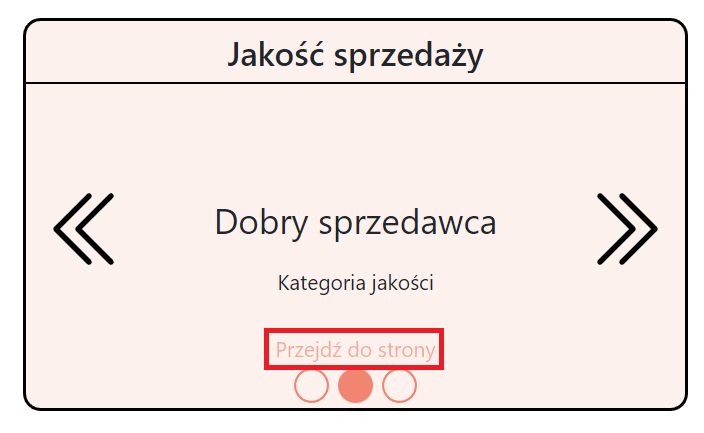 Jakość sprzedaży
Dobry sprzedawca
Kategoria jakości
Przejdź do strony